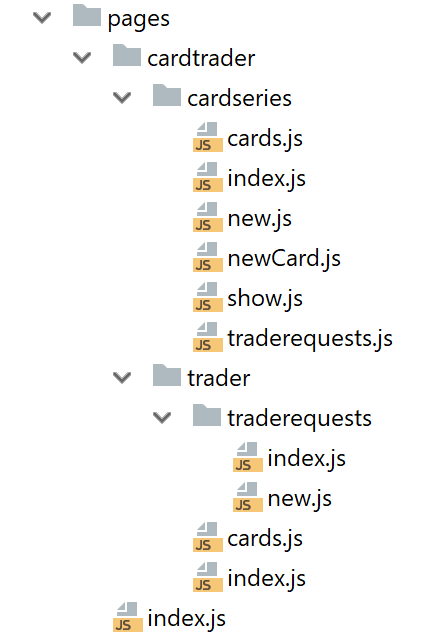 pages
cardtrader
cardseries
JS cards.js
JS index.js
JS new.js
JS newCard.js
JS show.js
JS traderequests.js
trader
traderequests
JS index.js
JS new.js
JS cards.js
JS index.js
JS index.js